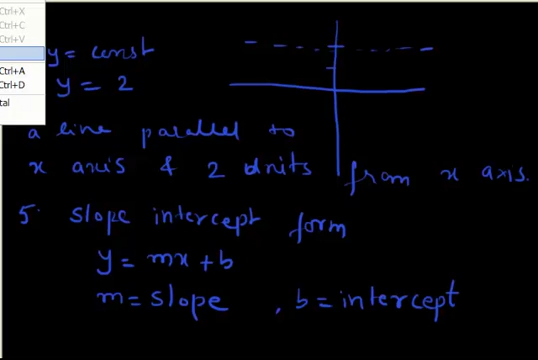 Ctrl+X
Ctrl+C
Ctrl+V
Ctrl+A
Ctrl+D
tal
y = const
y = 2
a line parallel to
x axis & 2 units from x axis.
5. slope intercept form
y = mx + b
m = slope , b = intercept